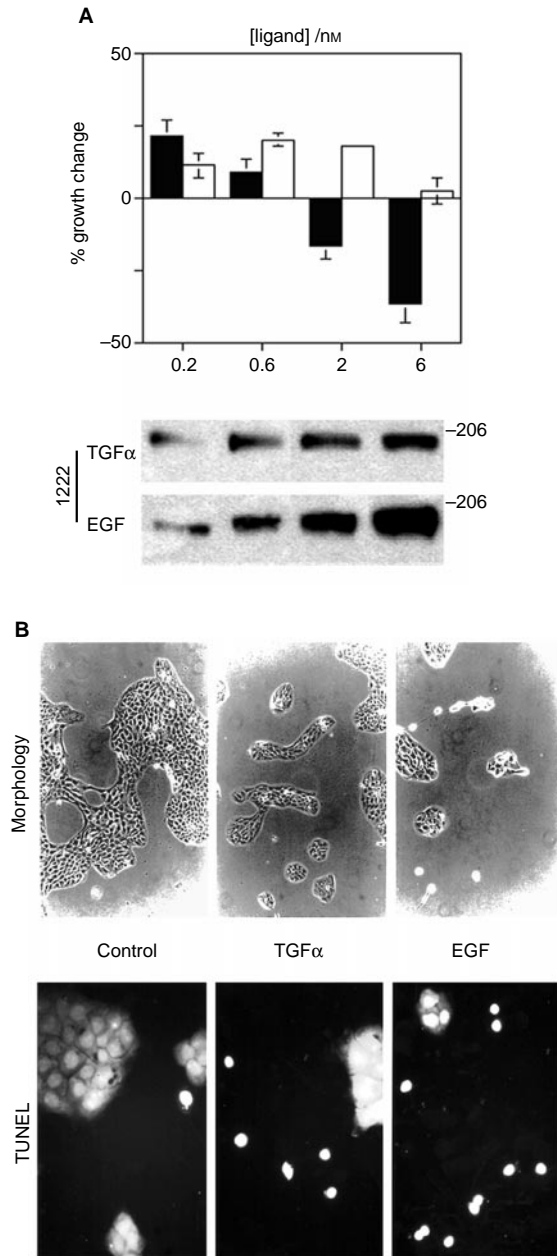 A
[ligand] /nM
50
0
–50
% growth change
0.2 0.6 2 6
1222
TGFα –206
EGF –206
B
Morphology
Control TGFα EGF
TUNEL